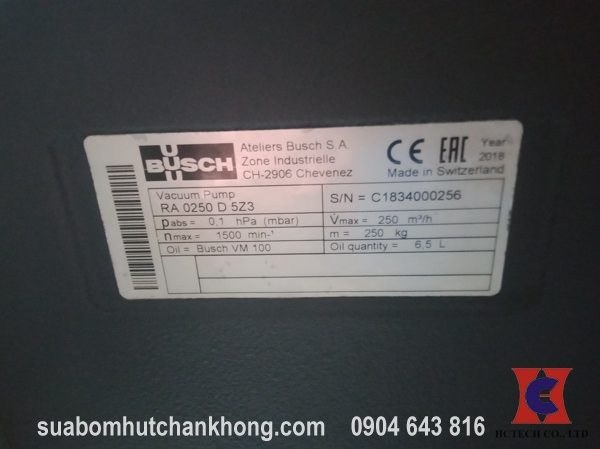 U
BUSCH
U
Ateliers Busch S.A.
Zone Industrielle
CH-2906 Chevenez
CE EAC Year
2018
Made in Switzerland
Vacuum Pump
RA 0250 D 5Z3
S/N = C1834000256
pabs = 0,1 hPa (mbar)
V̇max = 250 m³/h
nmax = 1500 min-¹
m = 250 kg
Oil = Busch VM 100
Oil quantity = 6,5 L
HCTECH CO., LTD
suabomhutchankhong.com 0904 643 816